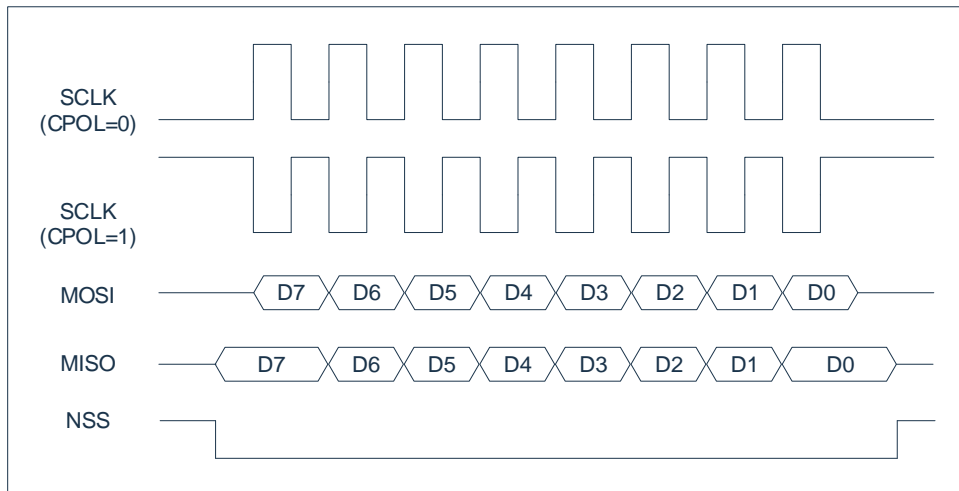 SCLK
(CPOL=0)
SCLK
(CPOL=1)
MOSI D7 D6 D5 D4 D3 D2 D1 D0
MISO D7 D6 D5 D4 D3 D2 D1 D0
NSS